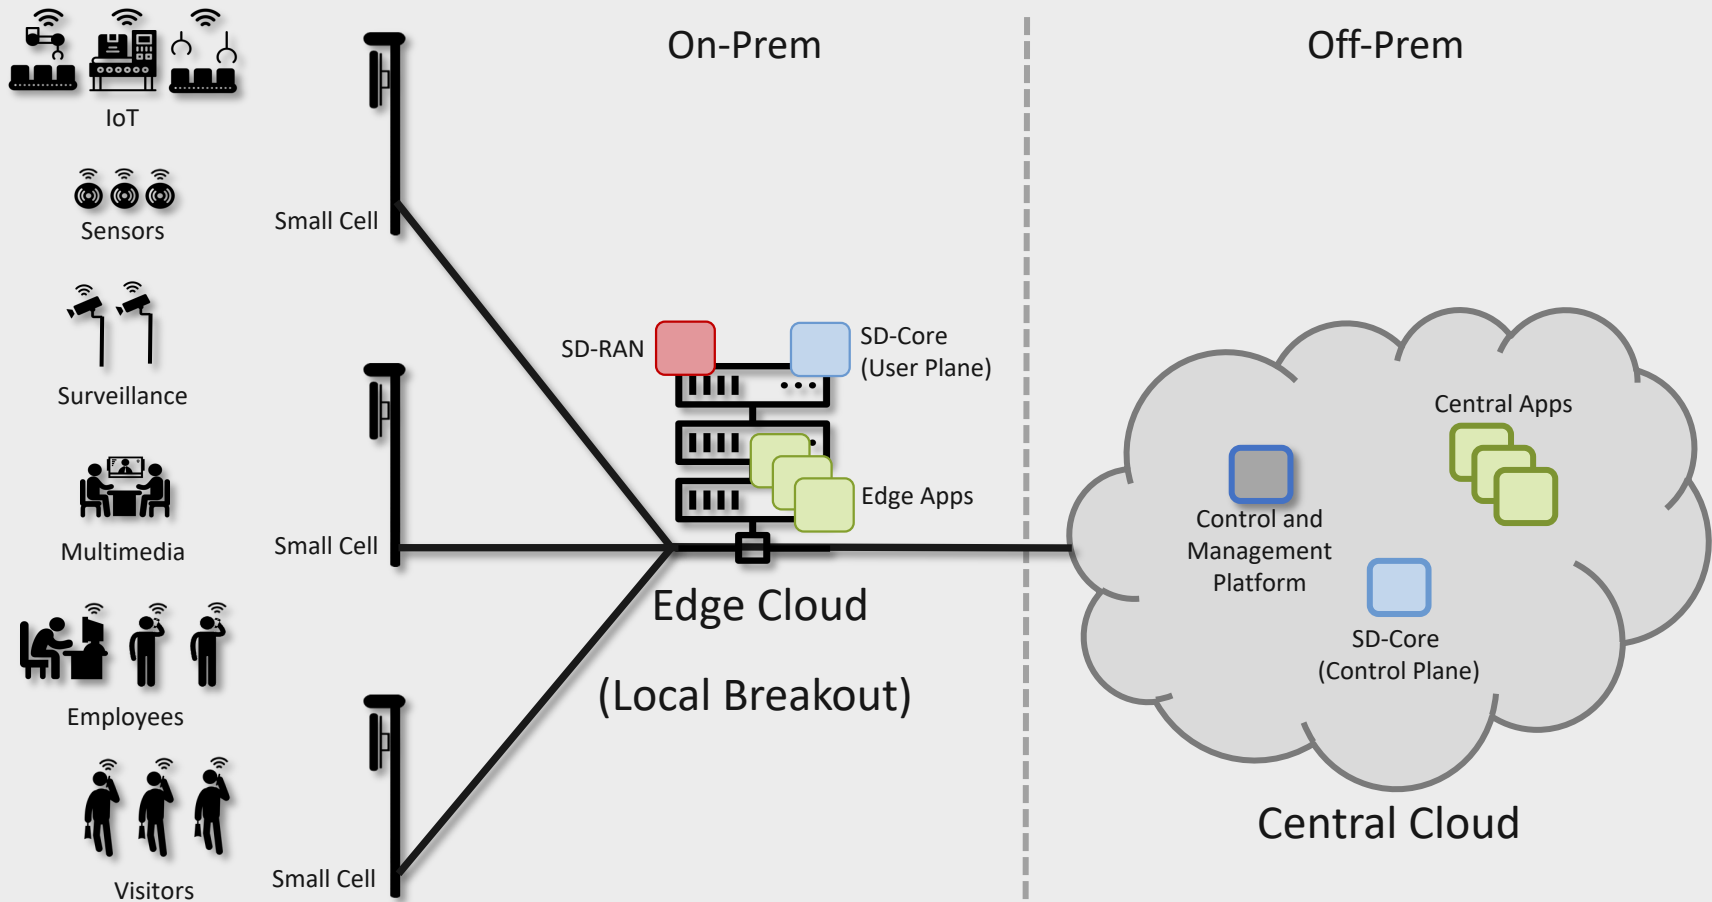 On-Prem
Off-Prem
IoT
Sensors
Surveillance
Multimedia
Employees
Visitors
Small Cell
Small Cell
Small Cell
SD-RAN
SD-Core
(User Plane)
Edge Apps
Edge Cloud
(Local Breakout)
Central Apps
Control and
Management
Platform
SD-Core
(Control Plane)
Central Cloud